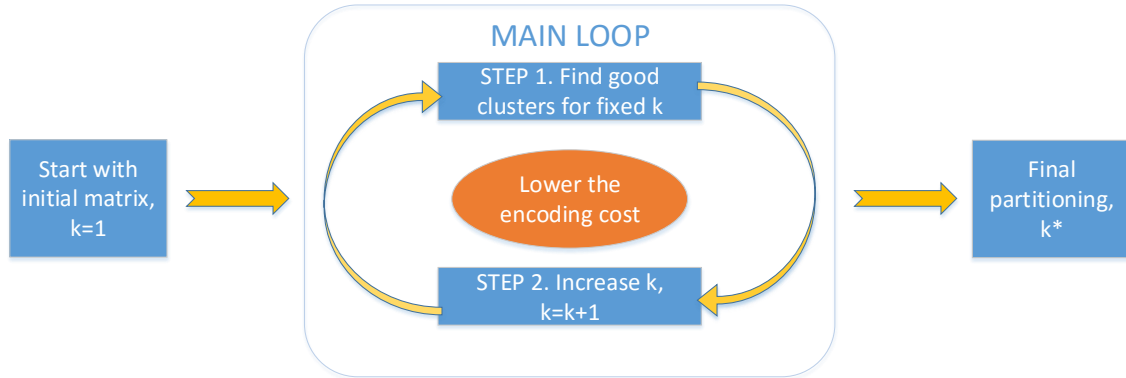 MAIN LOOP
STEP 1. Find good
clusters for fixed k
Start with
initial matrix,
k=1
Lower the
encoding cost
Final
partitioning,
k*
STEP 2. Increase k,
k=k+1